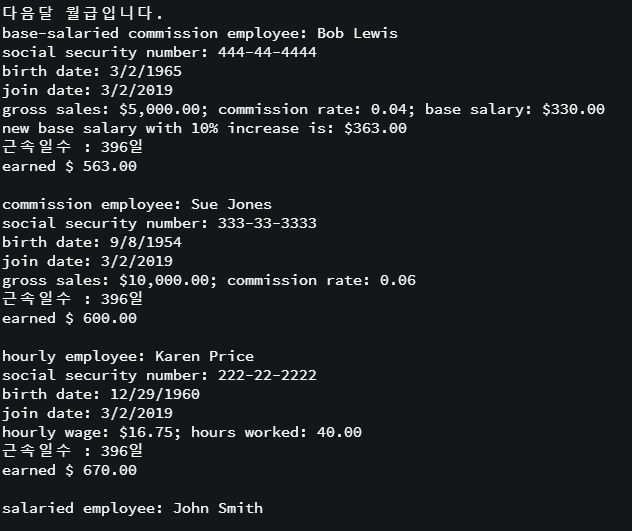 다음달 월급입니다.
base-salaried commission employee: Bob Lewis
social security number: 444-44-4444
birth date: 3/2/1965
join date: 3/2/2019
gross sales: $5,000.00; commission rate: 0.04; base salary: $330.00
new base salary with 10% increase is: $363.00
근속일수 : 396일
earned $ 563.00
commission employee: Sue Jones
social security number: 333-33-3333
birth date: 9/8/1954
join date: 3/2/2019
gross sales: $10,000.00; commission rate: 0.06
근속일수 : 396일
earned $ 600.00
hourly employee: Karen Price
social security number: 222-22-2222
birth date: 12/29/1960
join date: 3/2/2019
hourly wage: $16.75; hours worked: 40.00
근속일수 : 396일
earned $ 670.00
salaried employee: John Smith